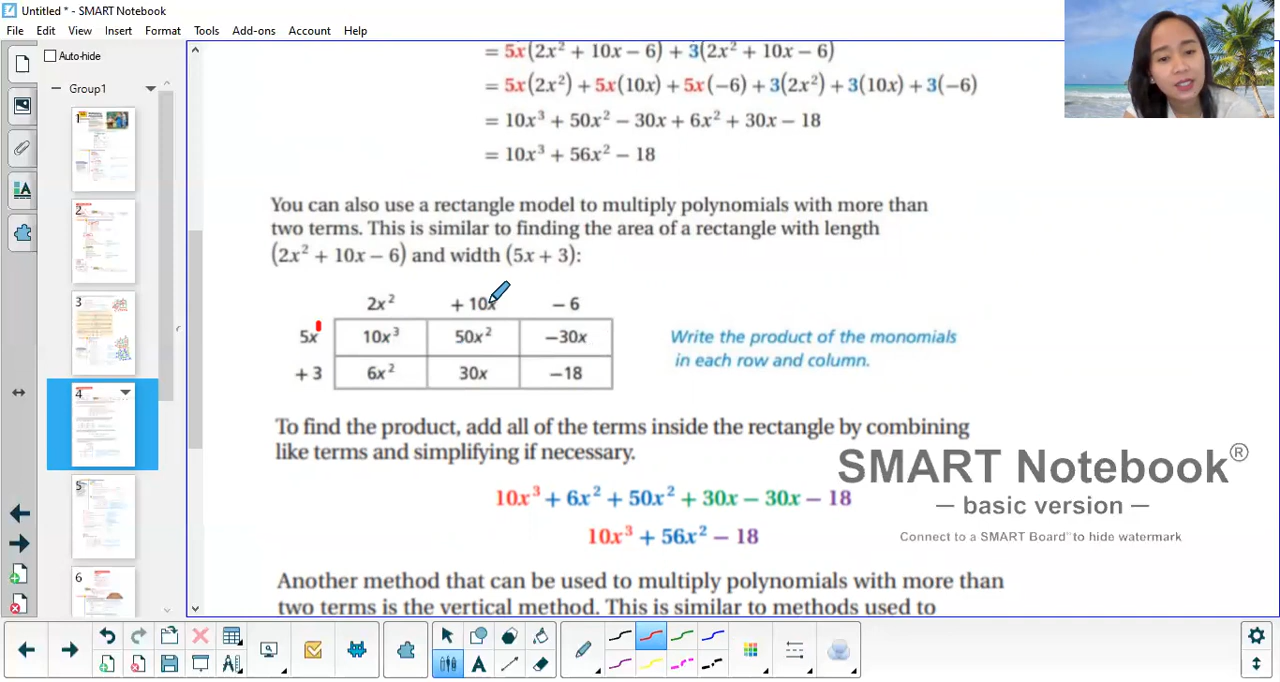 Untitled * - SMART Notebook
File Edit View Insert Format Tools Add-ons Account Help
Auto-hide
Group1
1
2
3
4
5
6
= 5x(2x² + 10x − 6) + 3(2x² + 10x − 6)
= 5x(2x²) + 5x(10x) + 5x(−6) + 3(2x²) + 3(10x) + 3(−6)
= 10x³ + 50x² − 30x + 6x² + 30x − 18
= 10x³ + 56x² − 18
You can also use a rectangle model to multiply polynomials with more than
two terms. This is similar to finding the area of a rectangle with length
(2x² + 10x − 6) and width (5x + 3):
2x² + 10x − 6
5x 10x³ 50x² −30x
+ 3 6x² 30x −18
Write the product of the monomials
in each row and column.
To find the product, add all of the terms inside the rectangle by combining
like terms and simplifying if necessary.
10x³ + 6x² + 50x² + 30x − 30x − 18
10x³ + 56x² − 18
SMART Notebook®
— basic version —
Connect to a SMART Board™ to hide watermark
Another method that can be used to multiply polynomials with more than
two terms is the vertical method. This is similar to methods used to